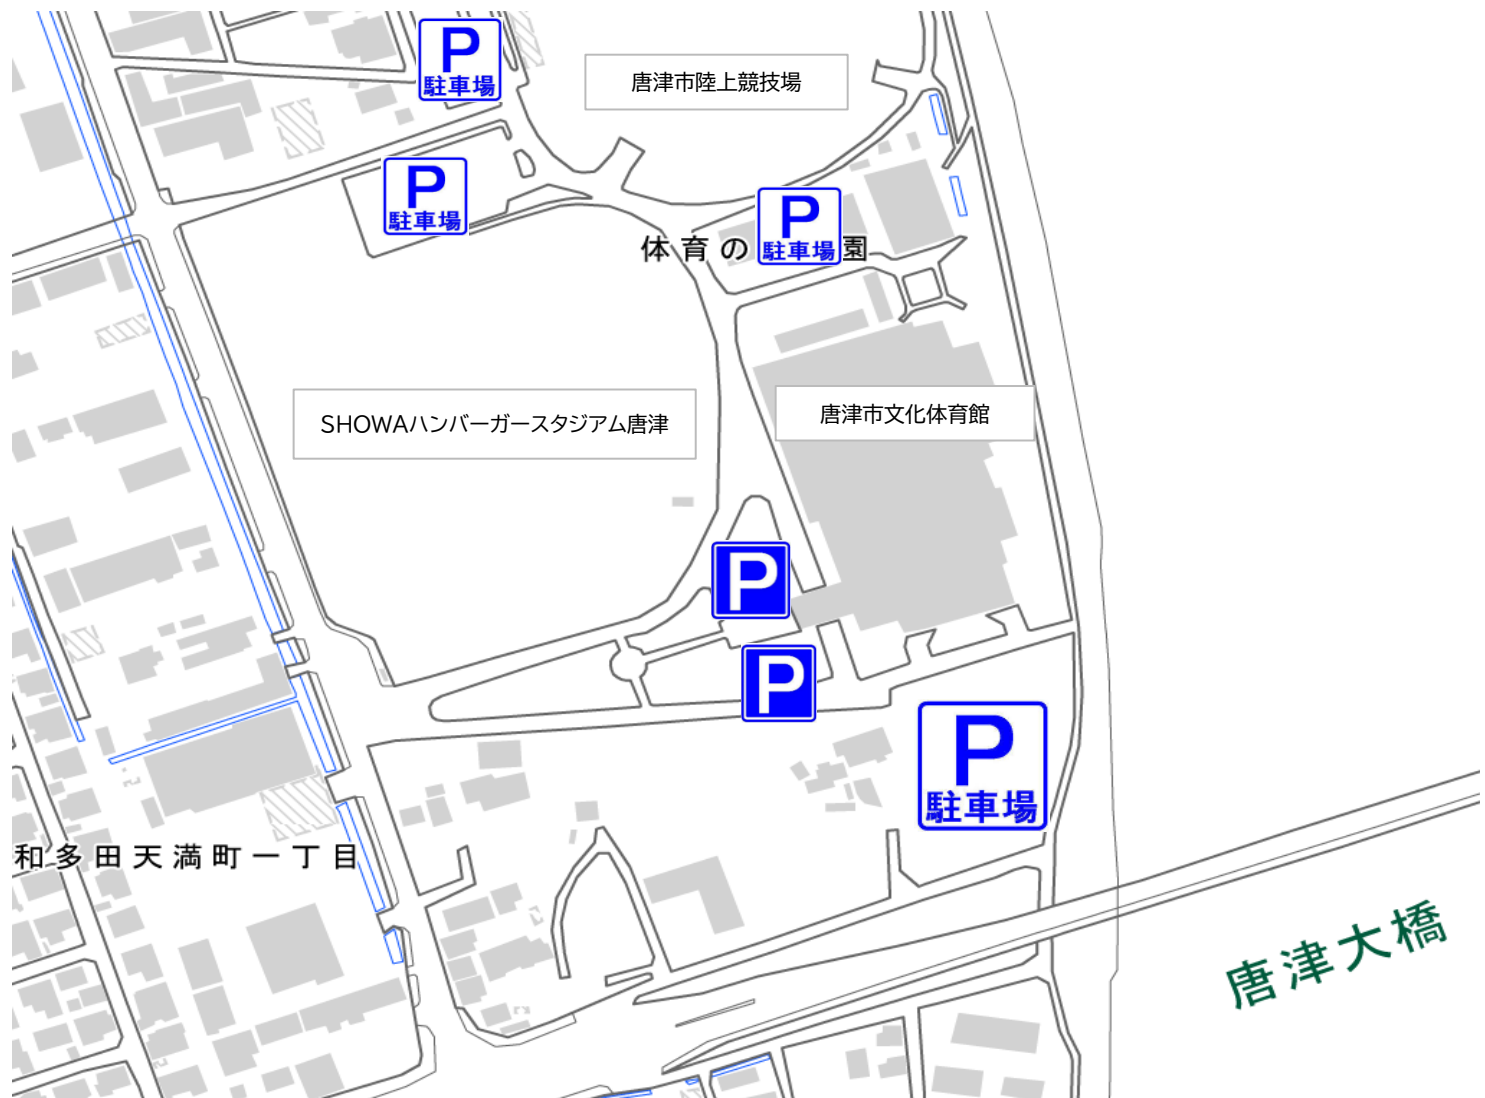 P
駐車場
唐津市陸上競技場
P
駐車場
P
駐車場
体育の
園
SHOWAハンバーガースタジアム唐津
唐津市文化体育館
P
P
P
駐車場
和多田天満町一丁目
唐津大橋